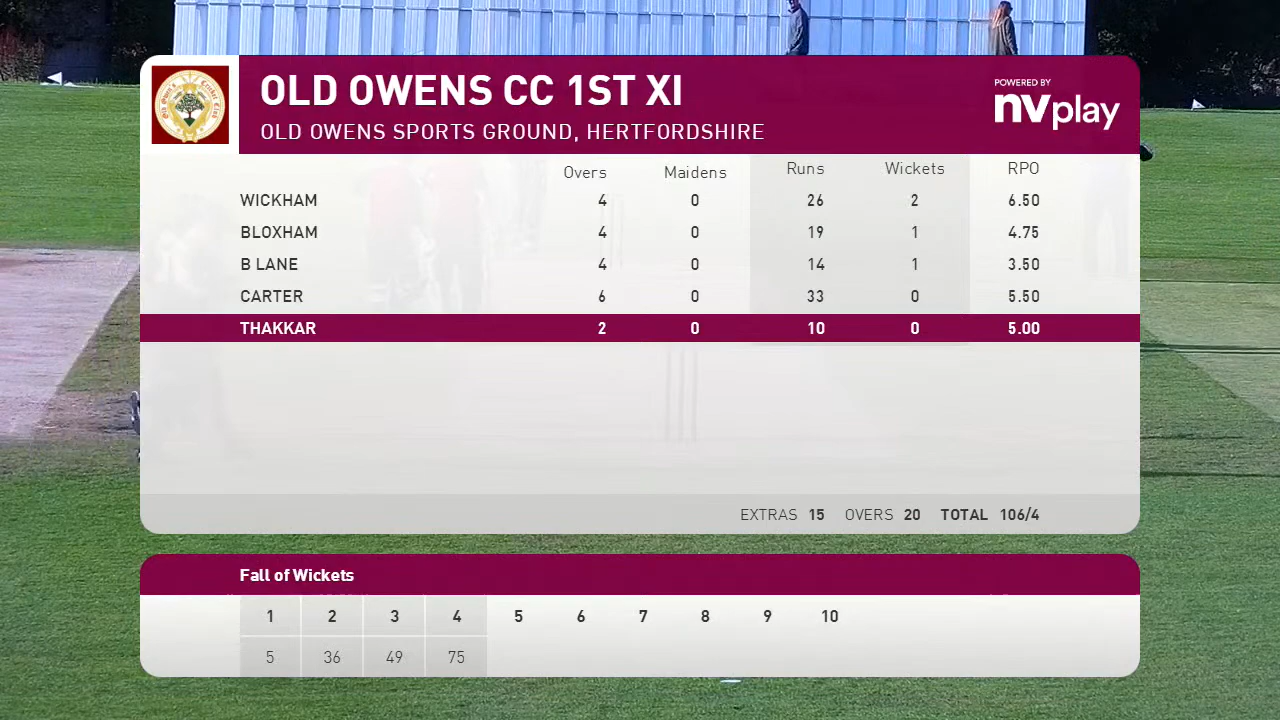 OLD OWENS CC 1ST XI
OLD OWENS SPORTS GROUND, HERTFORDSHIRE
POWERED BY
nvplay
Overs Maidens Runs Wickets RPO
WICKHAM 4 0 26 2 6.50
BLOXHAM 4 0 19 1 4.75
B LANE 4 0 14 1 3.50
CARTER 6 0 33 0 5.50
THAKKAR 2 0 10 0 5.00
EXTRAS 15 OVERS 20 TOTAL 106/4
Fall of Wickets
1 2 3 4 5 6 7 8 9 10
5 36 49 75